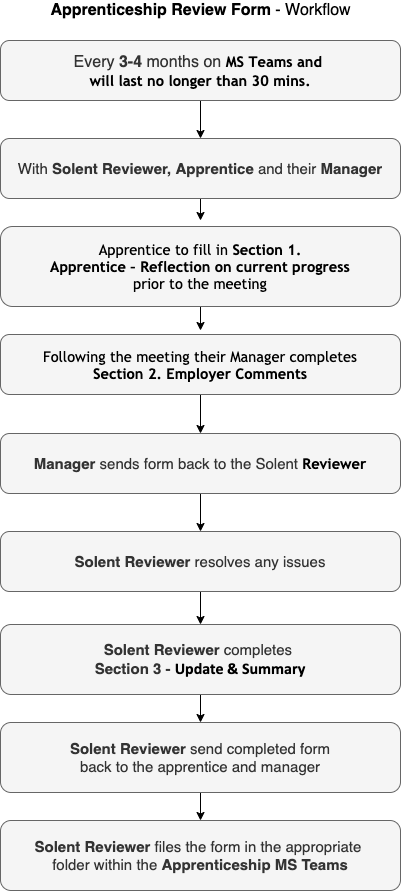 Apprenticeship Review Form - Workflow
Every 3-4 months on MS Teams and
will last no longer than 30 mins.
With Solent Reviewer, Apprentice and their Manager
Apprentice to fill in Section 1.
Apprentice – Reflection on current progress
prior to the meeting
Following the meeting their Manager completes
Section 2. Employer Comments
Manager sends form back to the Solent Reviewer
Solent Reviewer resolves any issues
Solent Reviewer completes
Section 3 - Update & Summary
Solent Reviewer send completed form
back to the apprentice and manager
Solent Reviewer files the form in the appropriate
folder within the Apprenticeship MS Teams